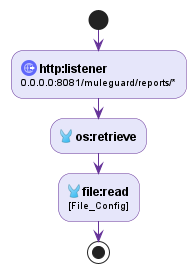 http:listener
0.0.0.0:8081/muleguard/reports/*
os:retrieve
file:read
[File_Config]